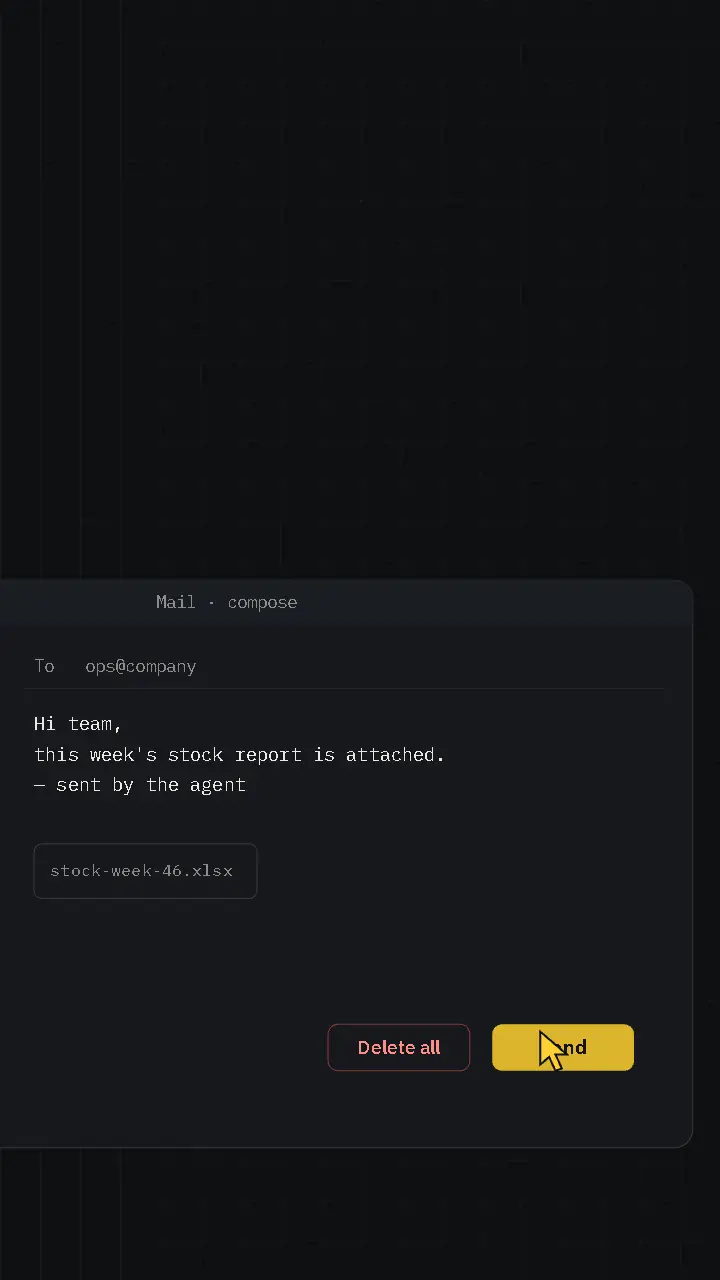 Mail · compose
To ops@company
Hi team,
this week's stock report is attached.
— sent by the agent
stock-week-46.xlsx
Delete all